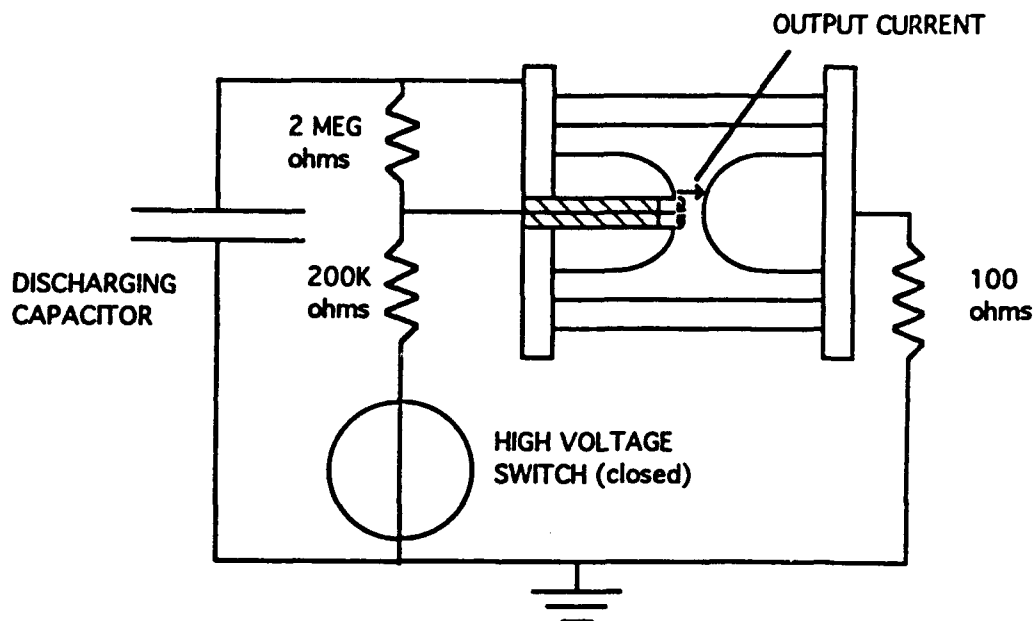 OUTPUT CURRENT
2 MEG
ohms
DISCHARGING
CAPACITOR
200K
ohms
100
ohms
HIGH VOLTAGE
SWITCH (closed)